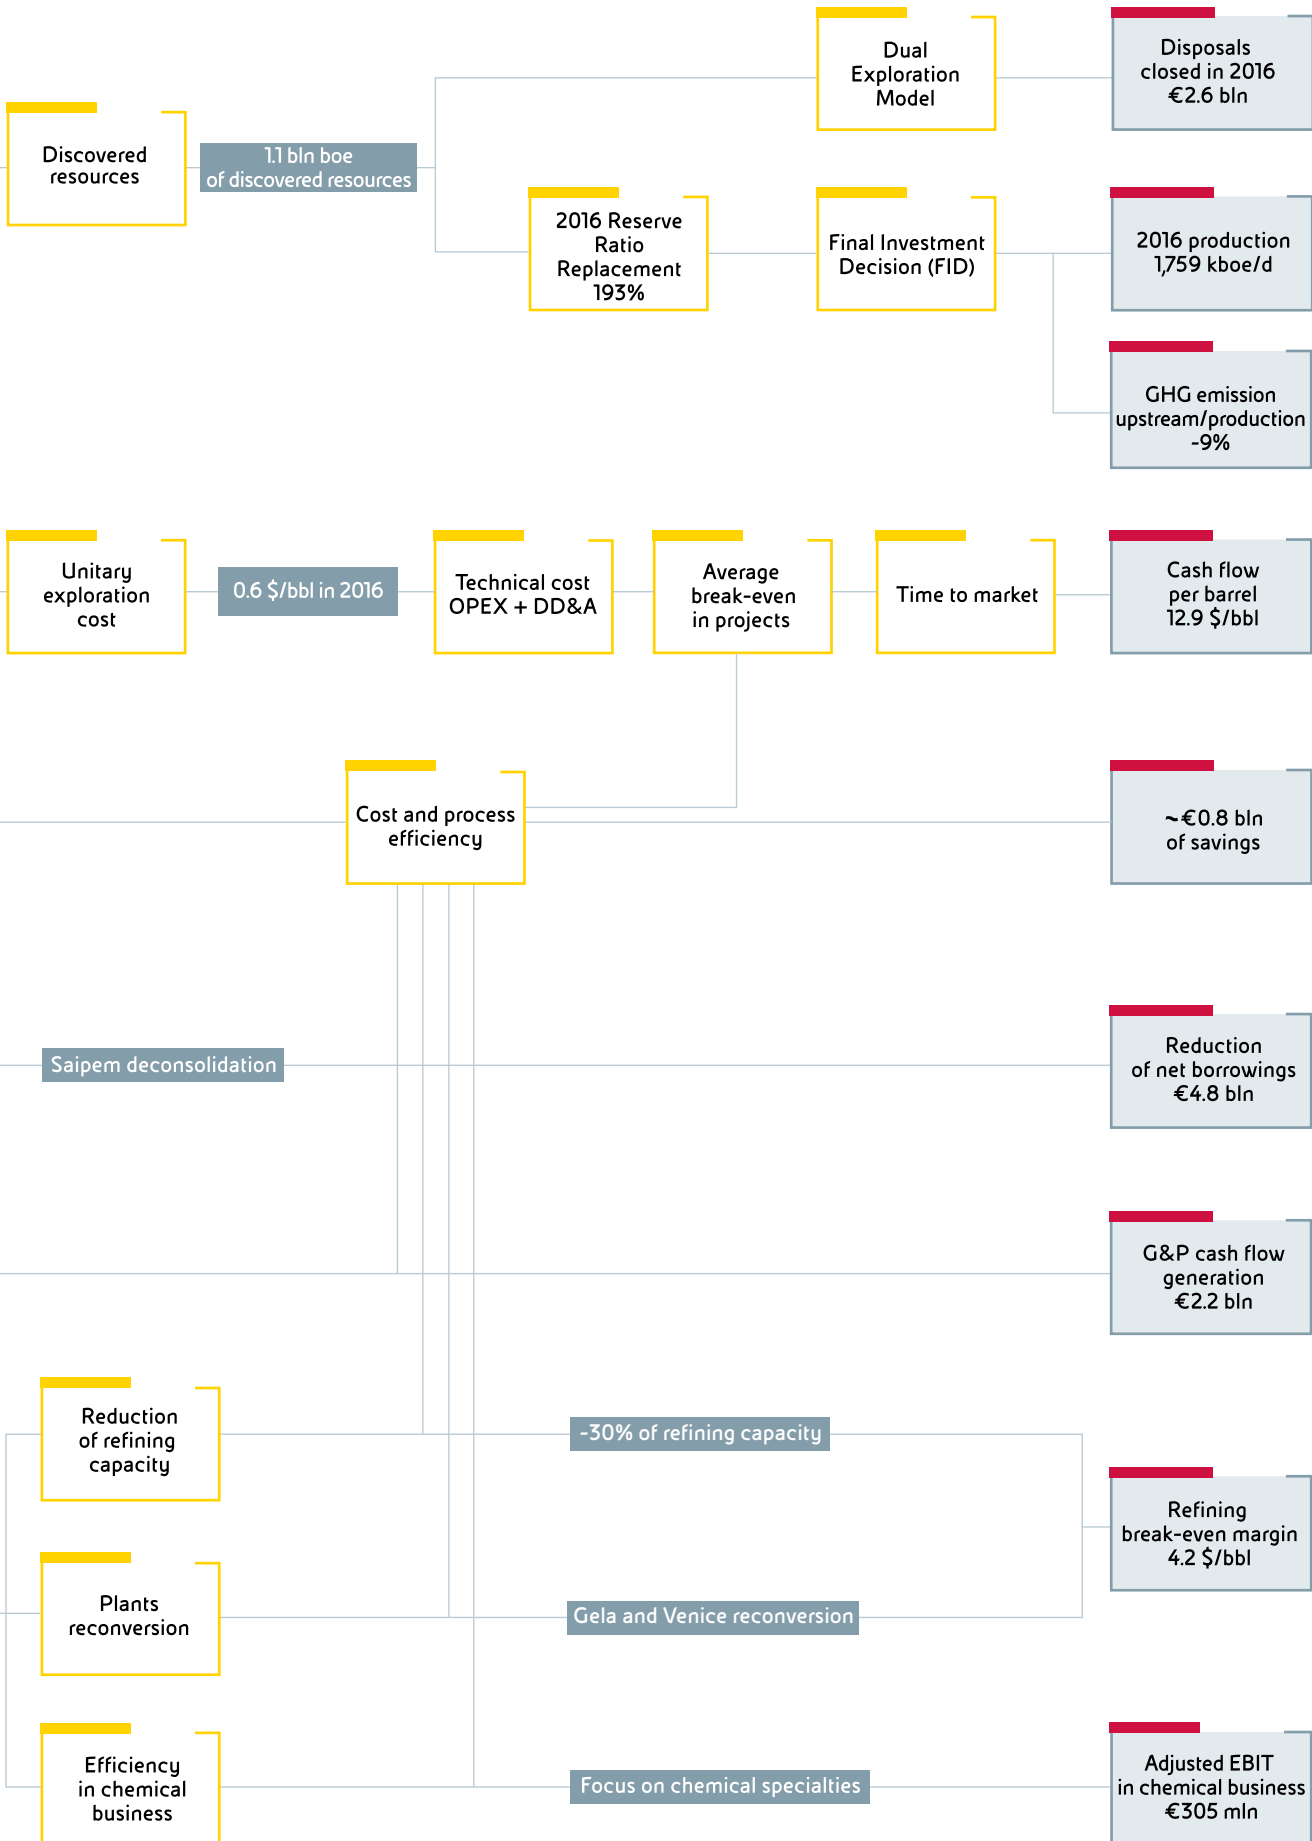 Dual
Exploration
Model
Disposals
closed in 2016
€2.6 bln
Discovered
resources
1.1 bln boe
of discovered resources
2016 Reserve
Ratio
Replacement
193%
Final Investment
Decision (FID)
2016 production
1,759 kboe/d
GHG emission
upstream/production
-9%
Unitary
exploration
cost
0.6 $/bbl in 2016
Technical cost
OPEX + DD&A
Average
break-even
in projects
Time to market
Cash flow
per barrel
12.9 $/bbl
Cost and process
efficiency
~€0.8 bln
of savings
Saipem deconsolidation
Reduction
of net borrowings
€4.8 bln
G&P cash flow
generation
€2.2 bln
Reduction
of refining
capacity
-30% of refining capacity
Refining
break-even margin
4.2 $/bbl
Plants
reconversion
Gela and Venice reconversion
Efficiency
in chemical
business
Focus on chemical specialties
Adjusted EBIT
in chemical business
€305 mln